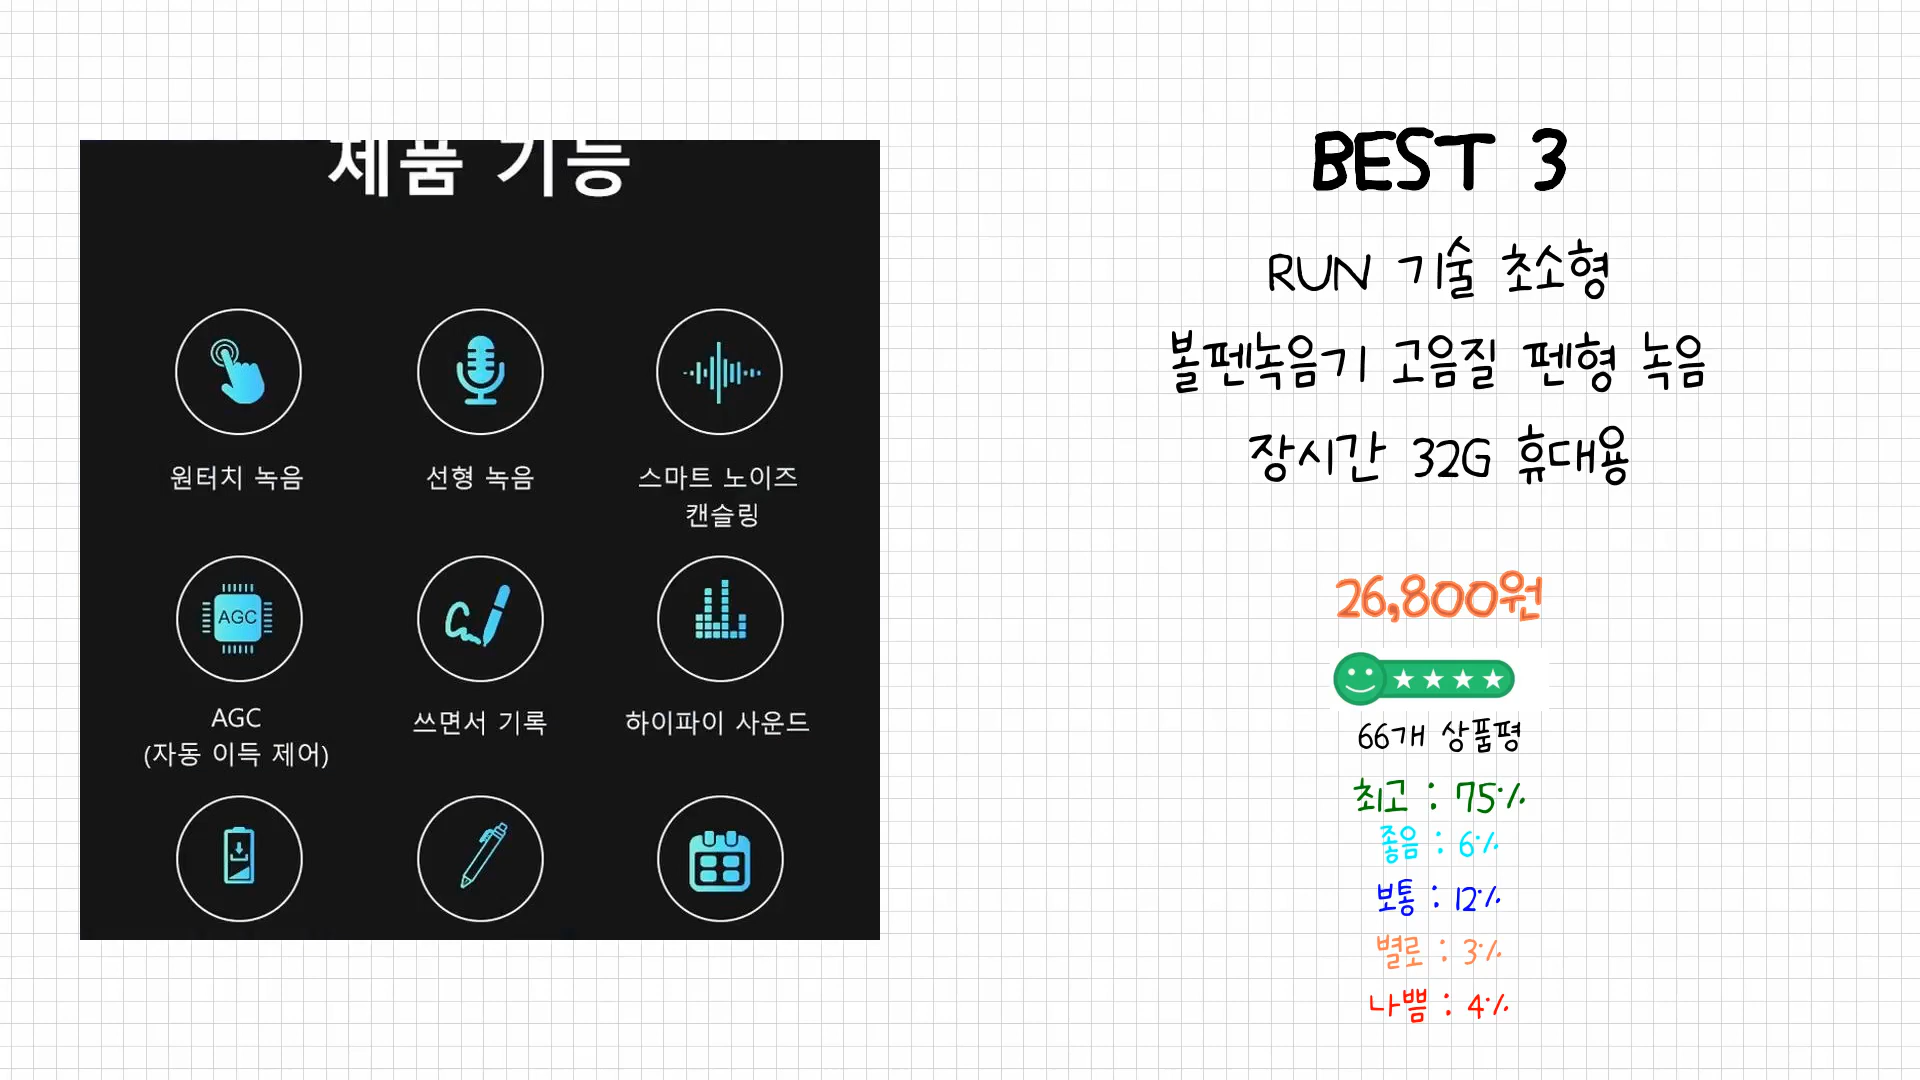 제품 기능
원터치 녹음
선형 녹음
스마트 노이즈
캔슬링
AGC
AGC
(자동 이득 제어)
쓰면서 기록
하이파이 사운드
BEST 3
RUN 기술 초소형
볼펜녹음기 고음질 펜형 녹음
장시간 32G 휴대용
26,800원
66개 상품평
최고 : 75%
좋음 : 6%
보통 : 12%
별로 : 3%
나쁨 : 4%